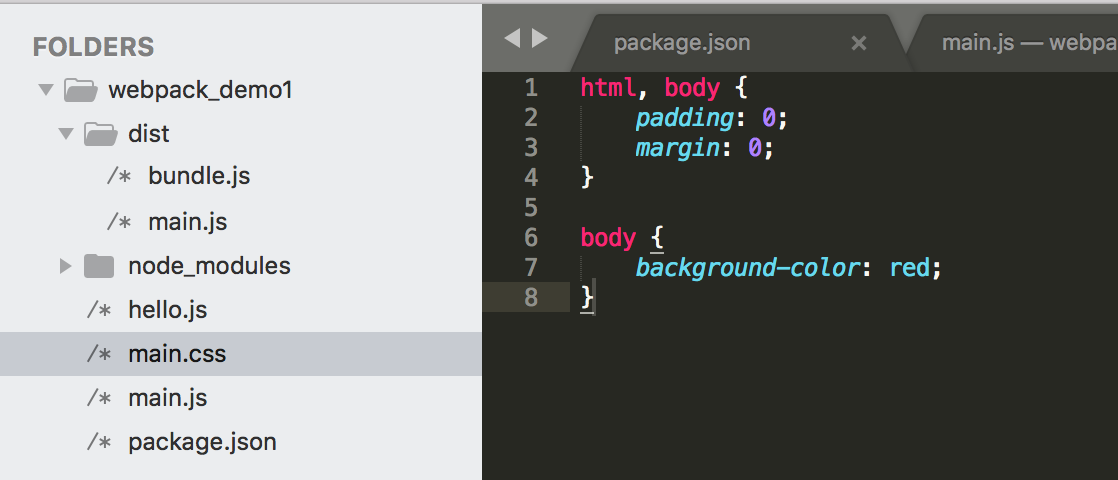 FOLDERS
webpack_demo1
dist
/* bundle.js
/* main.js
node_modules
/* hello.js
/* main.css
/* main.js
/* package.json
package.json ×
main.js — webpa
1 html, body {
2     padding: 0;
3     margin: 0;
4 }
5
6 body {
7     background-color: red;
8 }